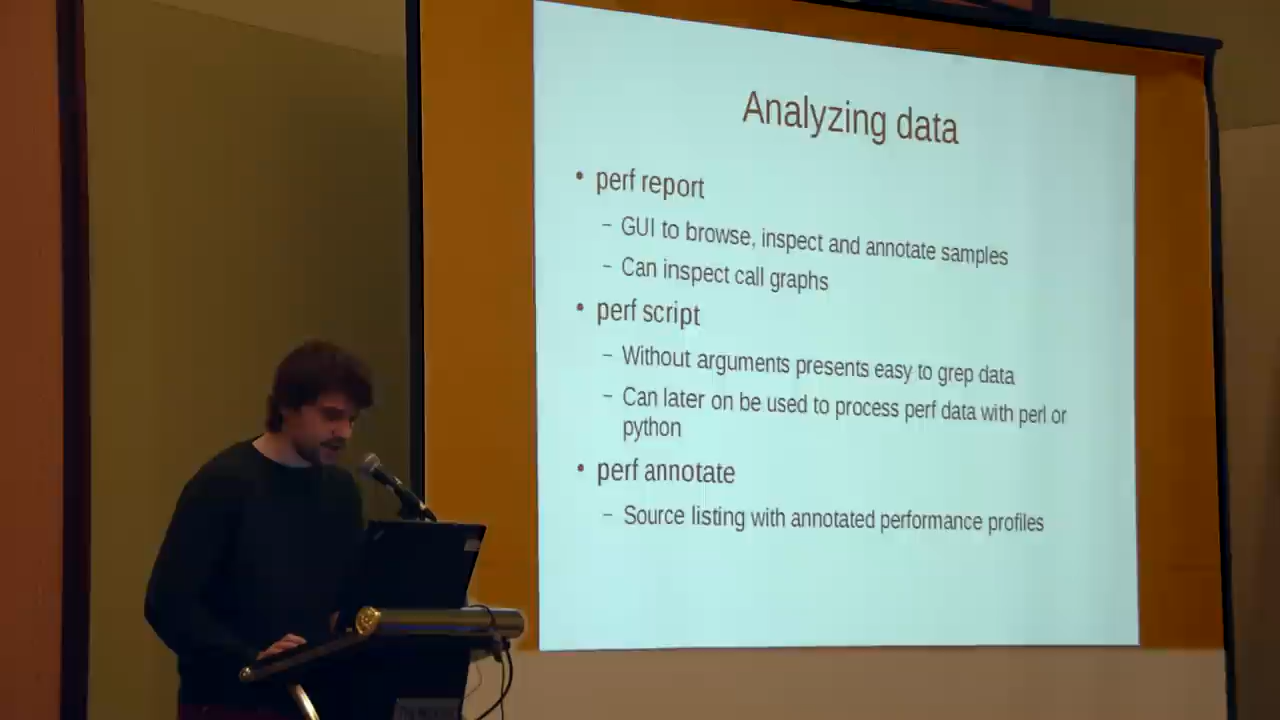 Analyzing data
• perf report
– GUI to browse, inspect and annotate samples
– Can inspect call graphs
• perf script
– Without arguments presents easy to grep data
– Can later on be used to process perf data with perl or
python
• perf annotate
– Source listing with annotated performance profiles